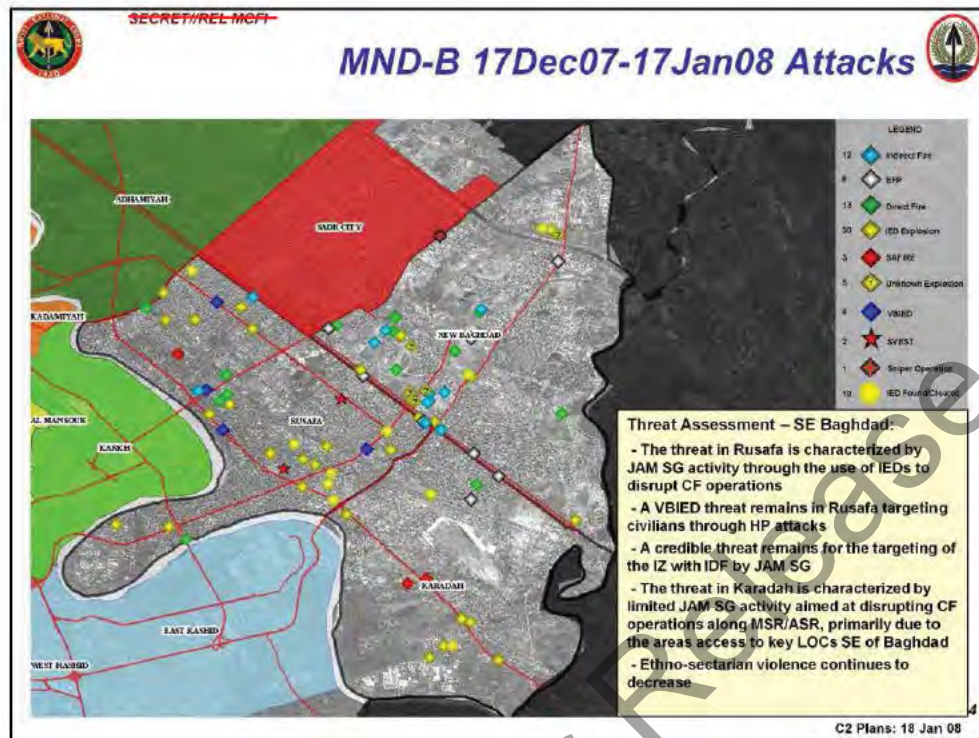 SECRET//REL MCFI
MND-B 17Dec07-17Jan08 Attacks
1930
LEGEND
12 Indirect Fire
EFP
13 Direct Fire
30 IED Explosion
SAFIRE
Unknown Explosion
4 VBIED
2 SVEST
1 Sniper Operation
IED Found/Cleared
ADHAMIYAH
SADR CITY
KADAMIYAH
NEW BAGHDAD
AL MANSOUR
RUSAFA
KARKH
KARADAH
EAST RASHID
WEST RASHID
Threat Assessment – SE Baghdad:
- The threat in Rusafa is characterized by
JAM SG activity through the use of IEDs to
disrupt CF operations
- A VBIED threat remains in Rusafa targeting
civilians through HP attacks
- A credible threat remains for the targeting of
the IZ with IDF by JAM SG
- The threat in Karadah is characterized by
limited JAM SG activity aimed at disrupting CF
operations along MSR/ASR, primarily due to
the areas access to key LOCs SE of Baghdad
- Ethno-sectarian violence continues to
decrease
4
C2 Plans: 18 Jan 08
Release